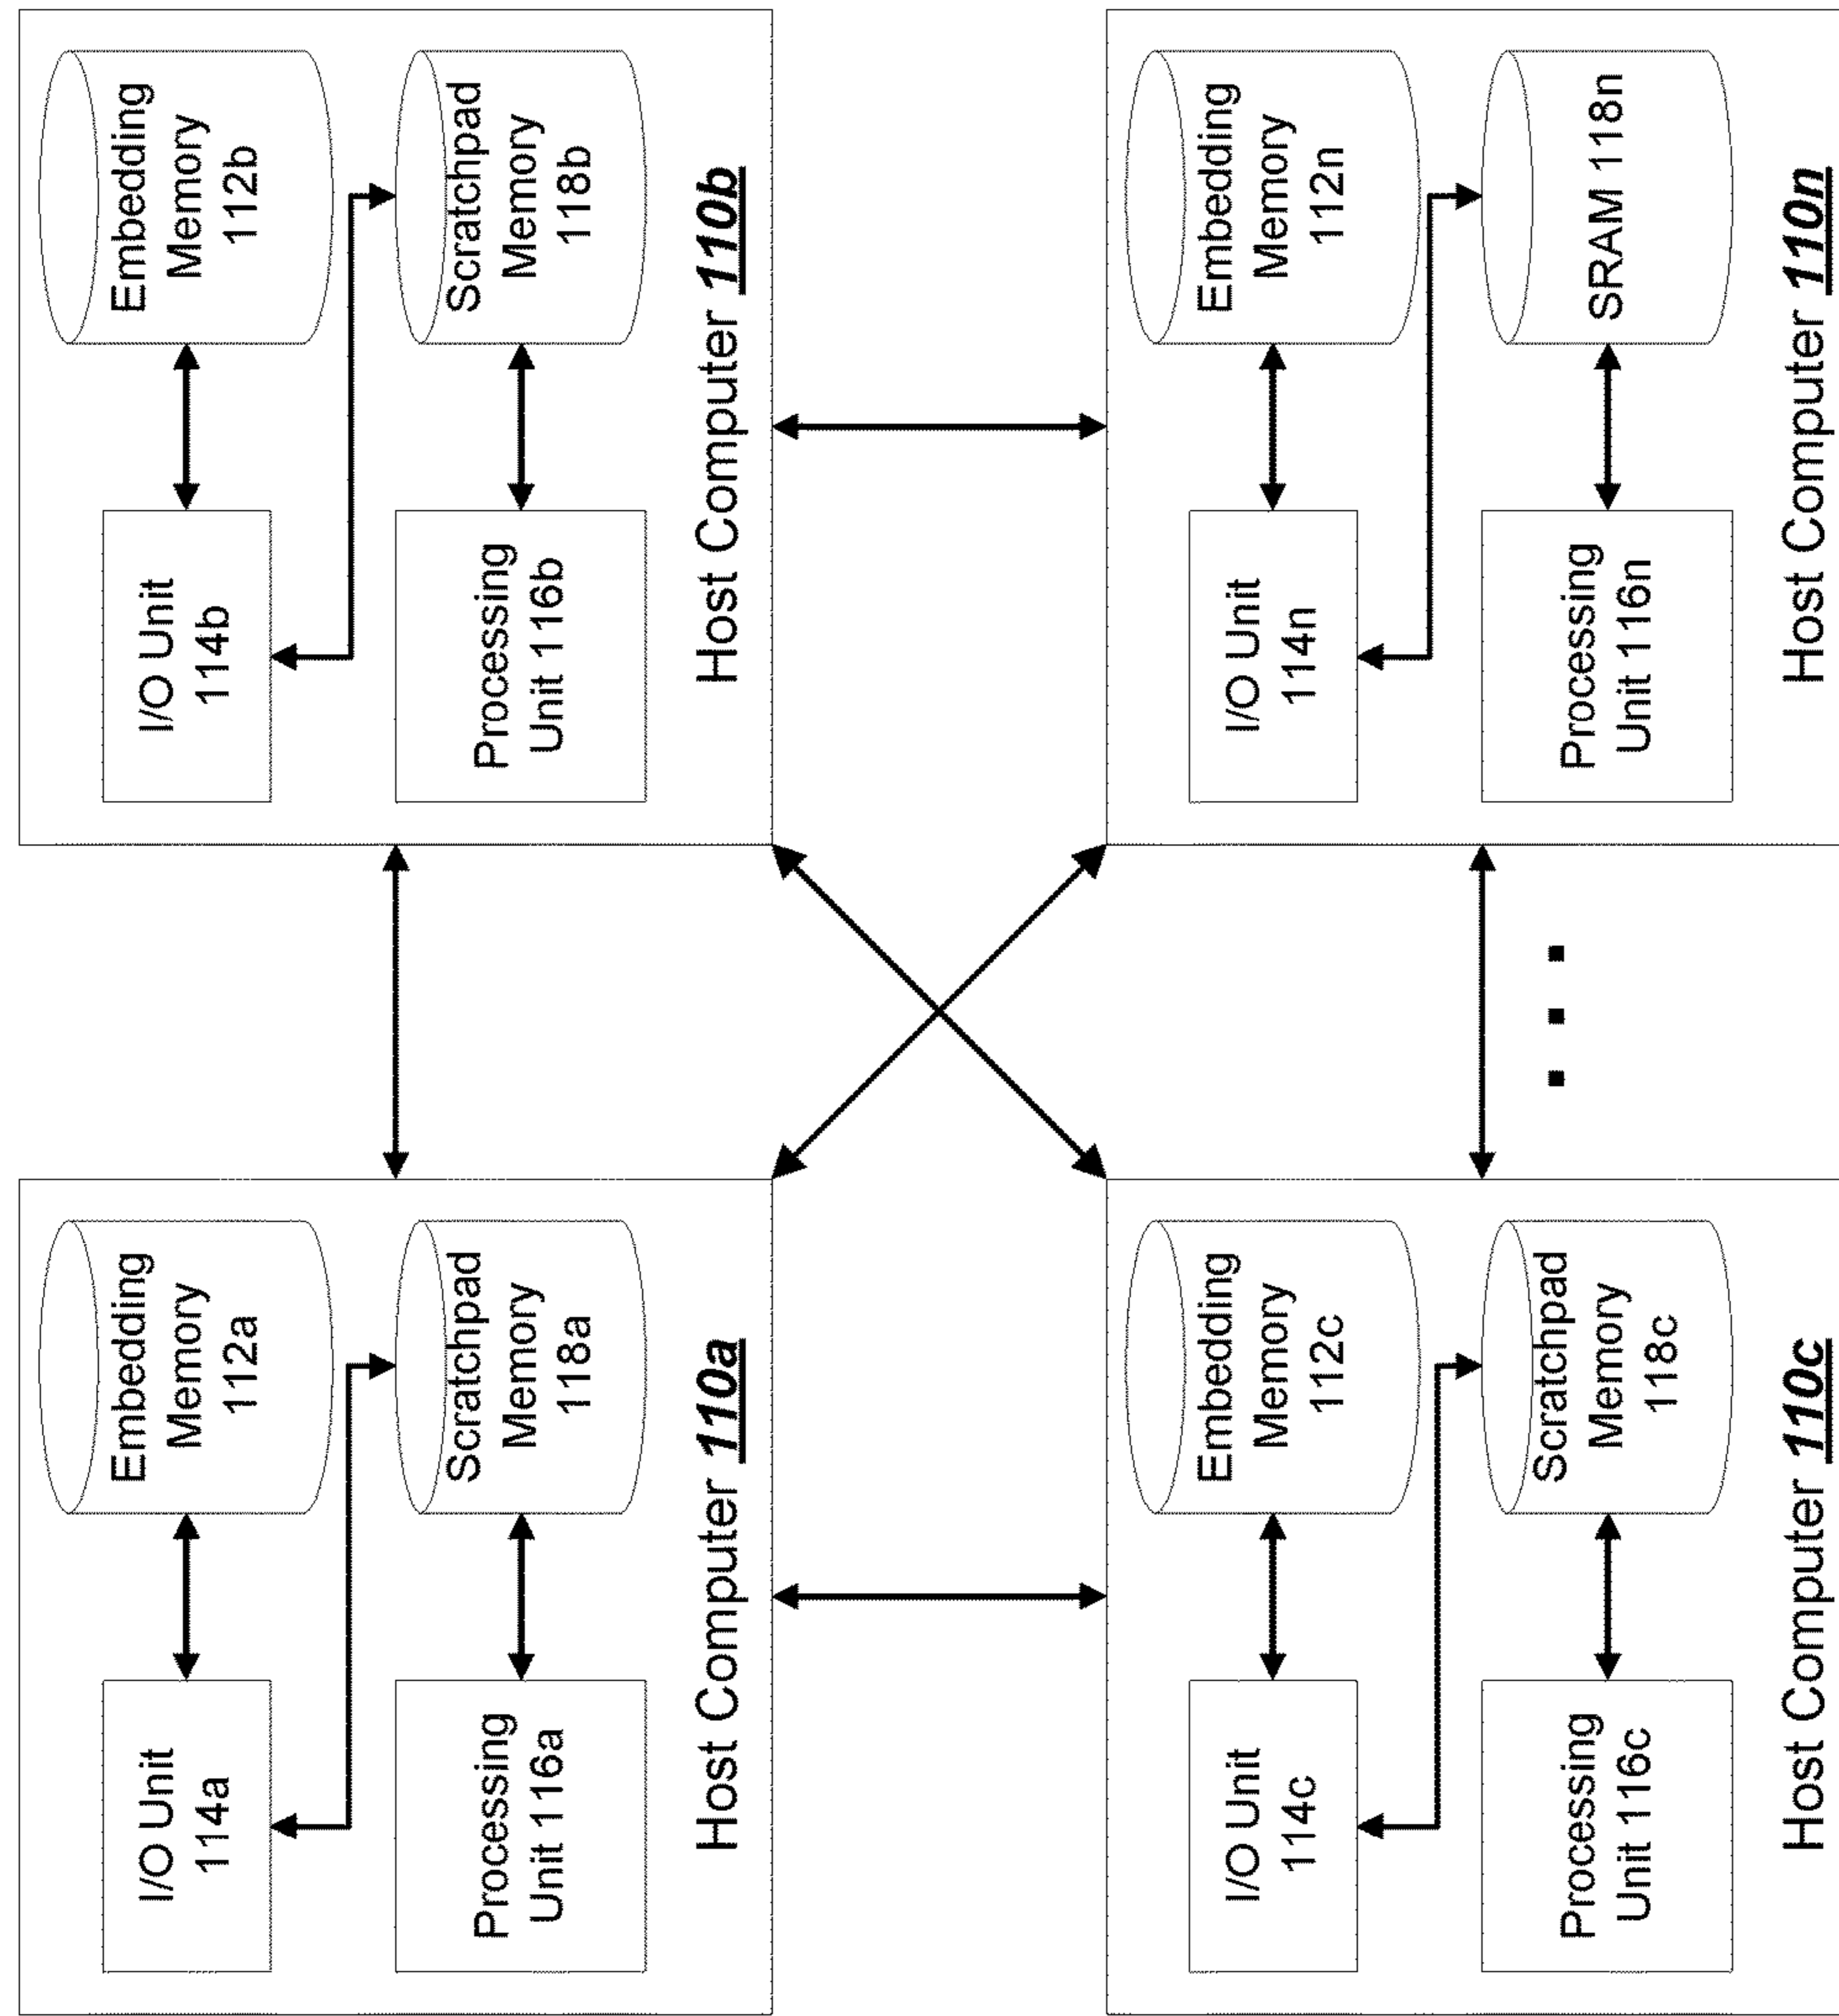 I/O Unit
114a
Embedding
Memory
112a
Processing
Unit 116a
Scratchpad
Memory
118a
Host Computer 110a
I/O Unit
114b
Embedding
Memory
112b
Processing
Unit 116b
Scratchpad
Memory
118b
Host Computer 110b
I/O Unit
114c
Embedding
Memory
112c
Processing
Unit 116c
Scratchpad
Memory
118c
Host Computer 110c
I/O Unit
114n
Embedding
Memory
112n
Processing
Unit 116n
SRAM 118n
Host Computer 110n